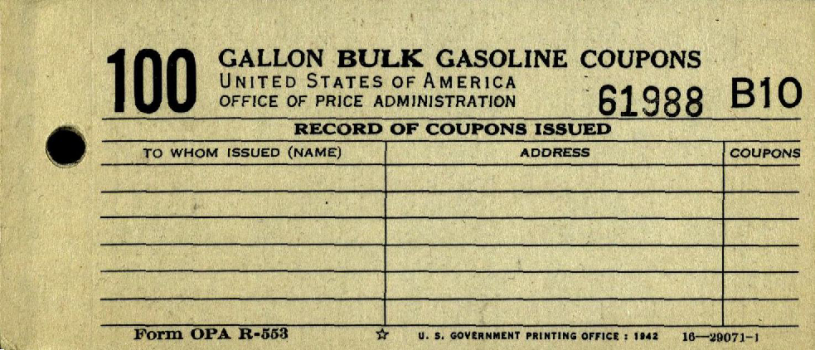 100 GALLON BULK GASOLINE COUPONS
UNITED STATES OF AMERICA
OFFICE OF PRICE ADMINISTRATION 61988 B10
RECORD OF COUPONS ISSUED
TO WHOM ISSUED (NAME) ADDRESS COUPONS
Form OPA R-553 ☆ U. S. GOVERNMENT PRINTING OFFICE : 1942 16—29071-1